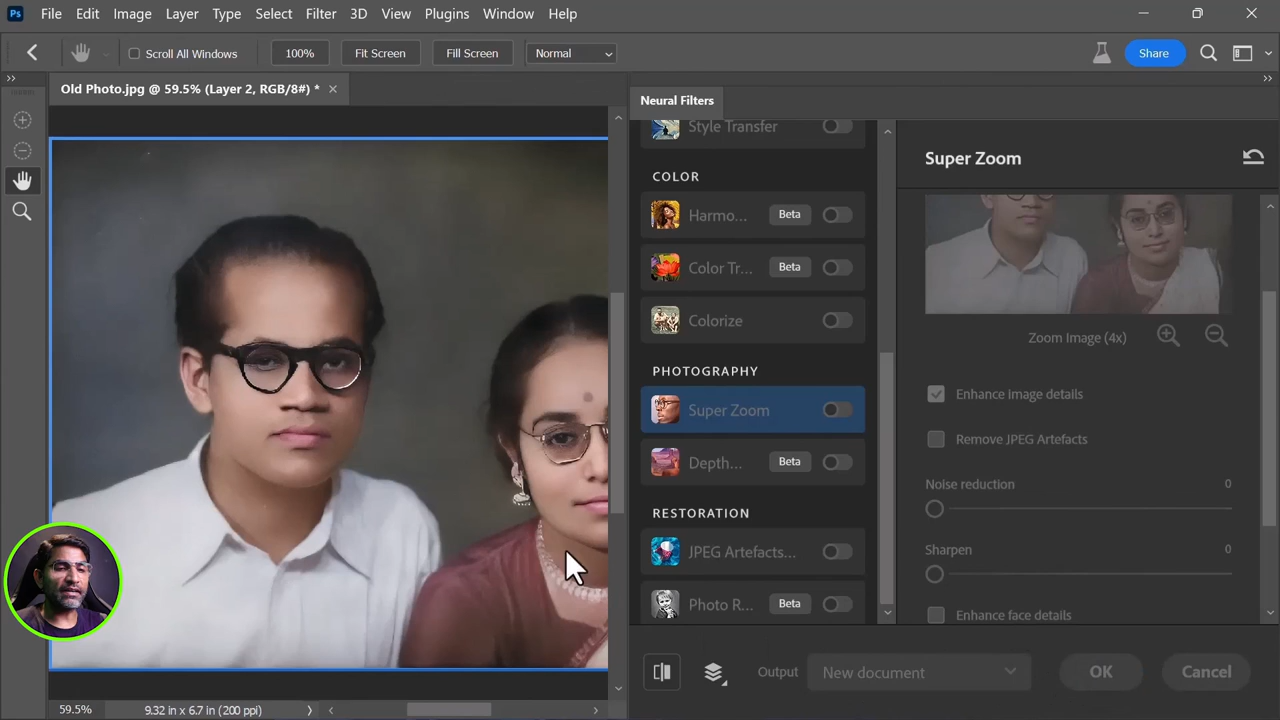 Ps File Edit Image Layer Type Select Filter 3D View Plugins Window Help
Scroll All Windows 100% Fit Screen Fill Screen Normal Share
Old Photo.jpg @ 59.5% (Layer 2, RGB/8#) *
Neural Filters
Style Transfer
COLOR
Harmo... Beta
Color Tr... Beta
Colorize
PHOTOGRAPHY
Super Zoom
Depth... Beta
RESTORATION
JPEG Artefacts...
Photo R... Beta
Super Zoom
Zoom Image (4x)
Enhance image details
Remove JPEG Artefacts
Noise reduction 0
Sharpen 0
Enhance face details
Output New document OK Cancel
59.5% 9.32 in x 6.7 in (200 ppi)